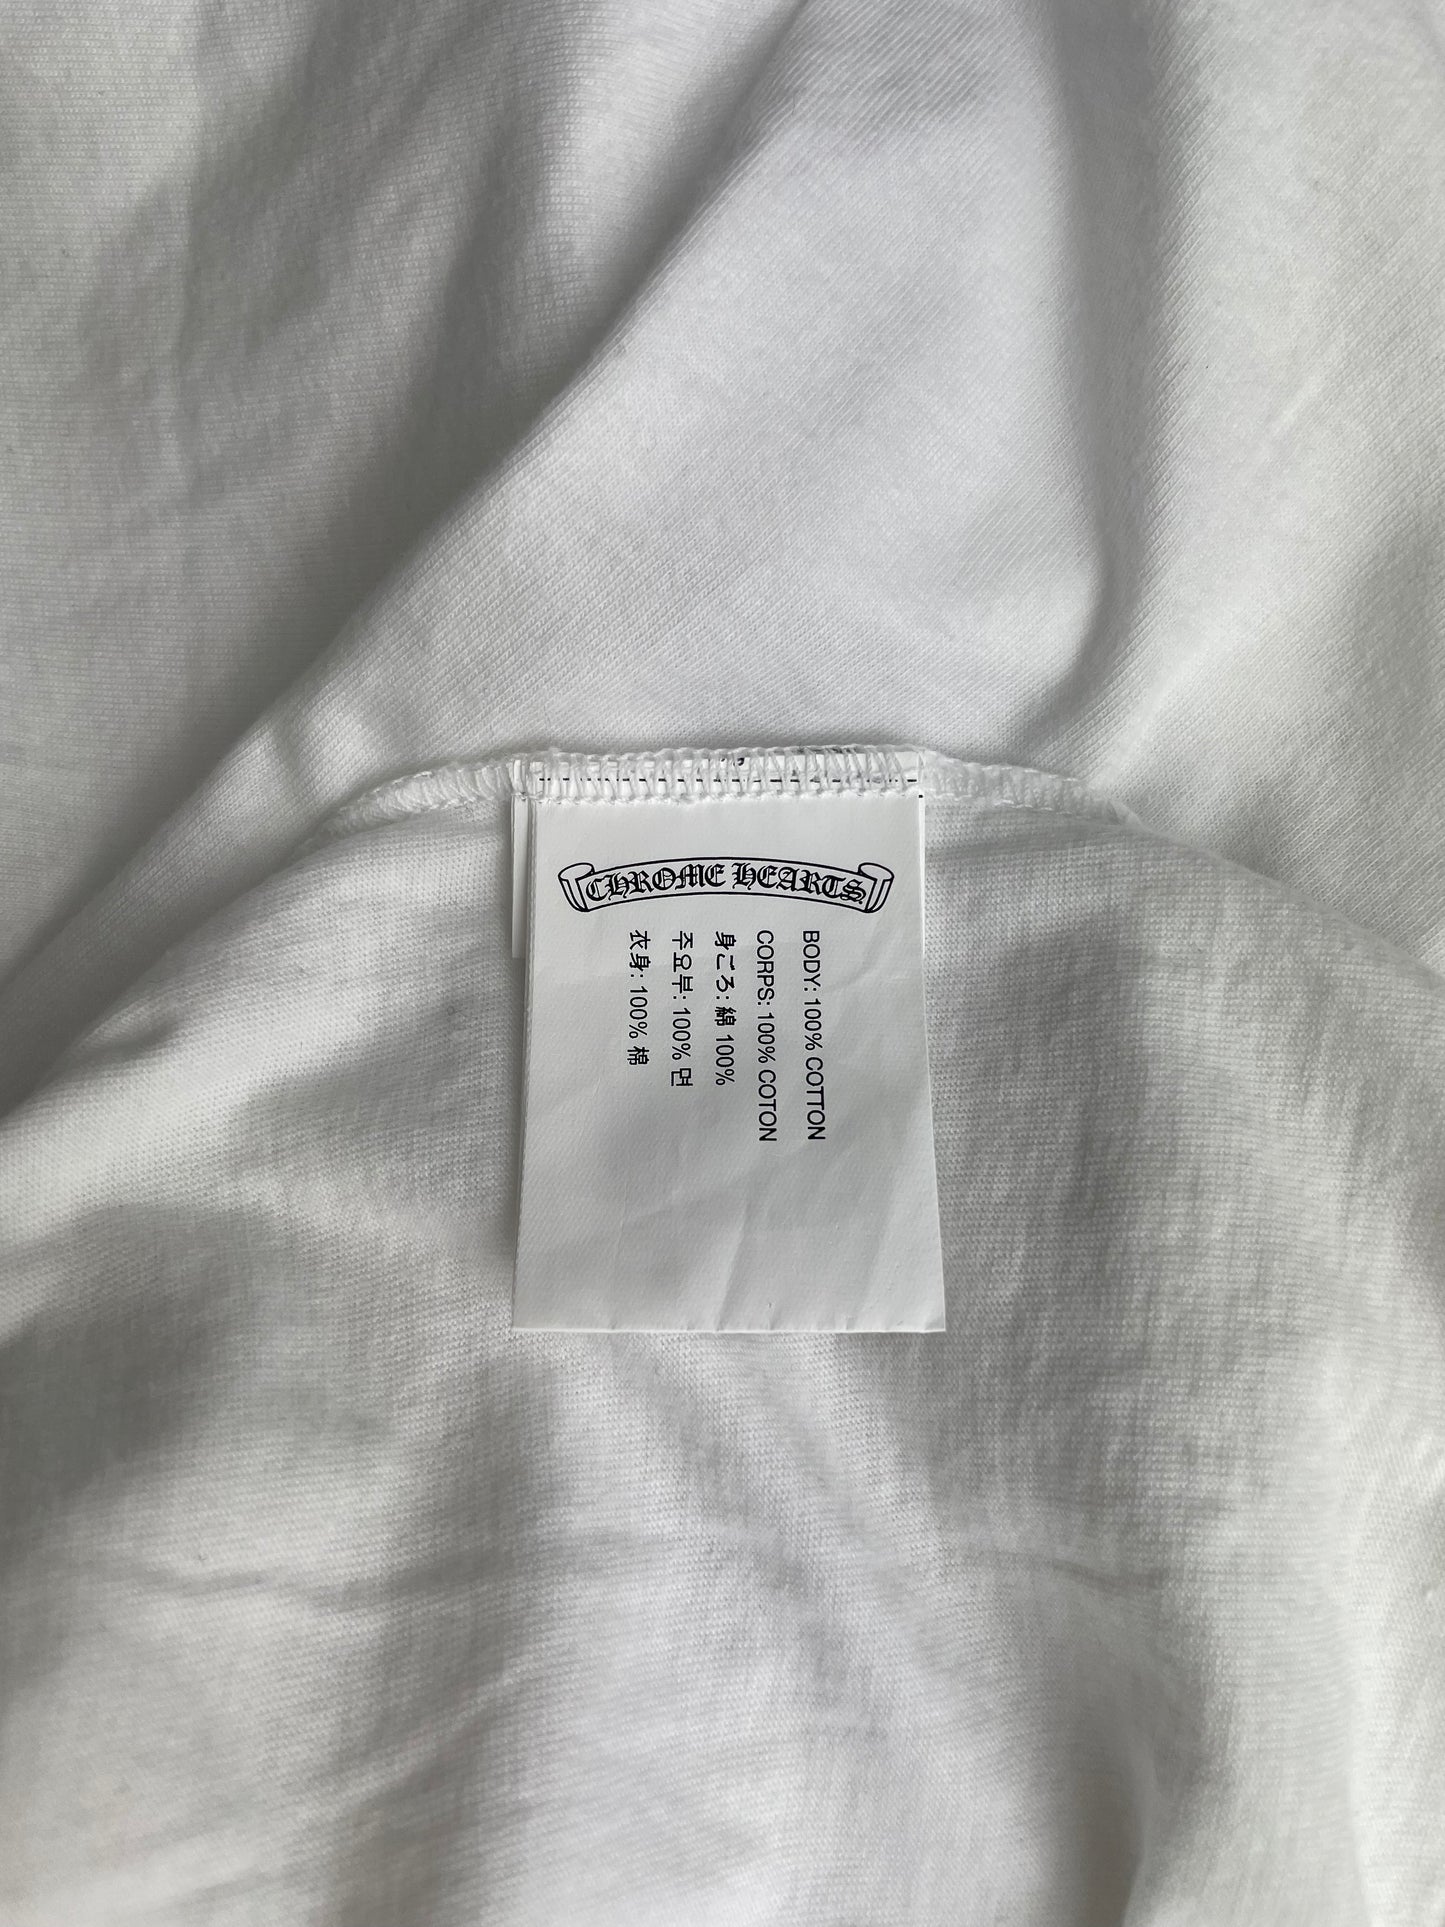 CHROME HEARTS
BODY: 100% COTTON
CORPS: 100% COTON
身ごろ: 綿 100%
주요부: 100% 면
衣身: 100% 棉